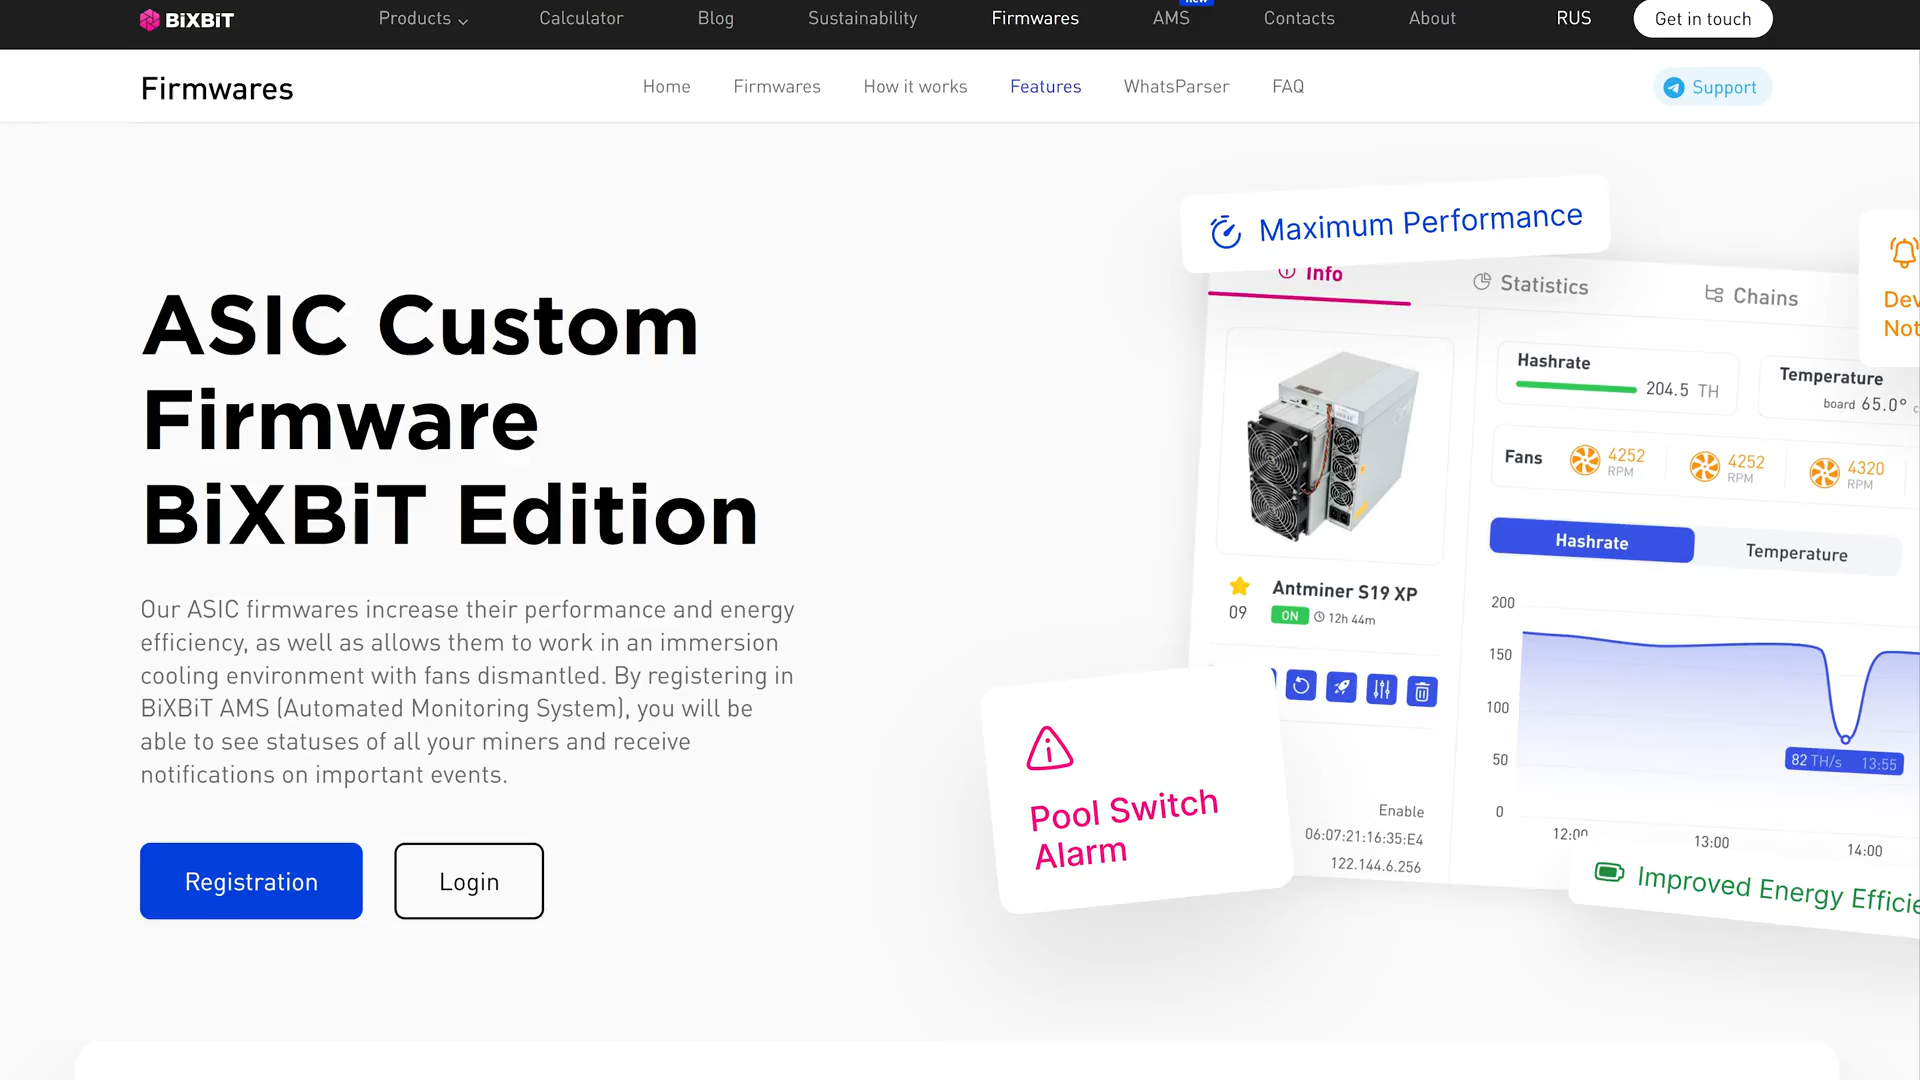 BiXBiT
Products
Calculator
Blog
Sustainability
Firmwares
AMS
new
Contacts
About
RUS
Get in touch
Firmwares
Home
Firmwares
How it works
Features
WhatsParser
FAQ
Support
ASIC Custom
Firmware
BiXBiT Edition
Our ASIC firmwares increase their performance and energy
efficiency, as well as allows them to work in an immersion
cooling environment with fans dismantled. By registering in
BiXBiT AMS (Automated Monitoring System), you will be
able to see statuses of all your miners and receive
notifications on important events.
Registration
Login
Maximum Performance
Info
Statistics
Chains
Dev
Not
Hashrate
204.5 TH
Temperature
board 65.0° c
Fans
4252
RPM
4252
RPM
4320
RPM
Hashrate
Temperature
Antminer S19 XP
09
ON
12h 44m
200
150
100
50
0
82 TH/s 13:55
12:00
13:00
14:00
Pool Switch
Alarm
Enable
06:07:21:16:35:E4
122.144.6.256
Improved Energy Efficie